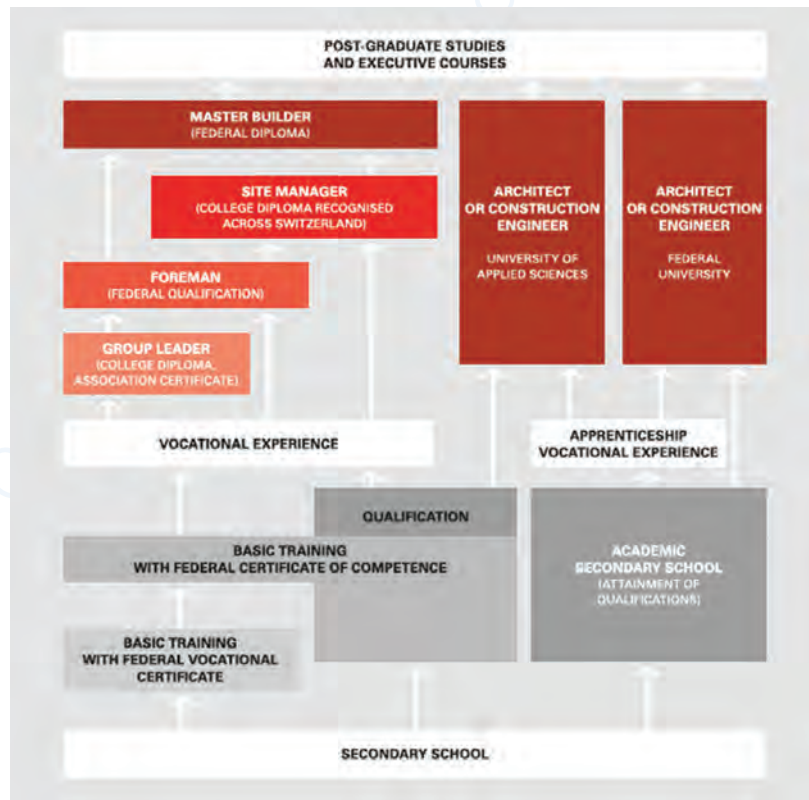 POST-GRADUATE STUDIES
AND EXECUTIVE COURSES
MASTER BUILDER
(FEDERAL DIPLOMA)
SITE MANAGER
(COLLEGE DIPLOMA RECOGNISED
ACROSS SWITZERLAND)
FOREMAN
(FEDERAL QUALIFICATION)
GROUP LEADER
(COLLEGE DIPLOMA,
ASSOCIATION CERTIFICATE)
ARCHITECT
OR CONSTRUCTION
ENGINEER
UNIVERSITY OF
APPLIED SCIENCES
ARCHITECT
OR CONSTRUCTION
ENGINEER
FEDERAL
UNIVERSITY
VOCATIONAL EXPERIENCE
APPRENTICESHIP
VOCATIONAL EXPERIENCE
QUALIFICATION
BASIC TRAINING
WITH FEDERAL CERTIFICATE OF COMPETENCE
ACADEMIC
SECONDARY SCHOOL
(ATTAINMENT OF
QUALIFICATIONS)
BASIC TRAINING
WITH FEDERAL VOCATIONAL
CERTIFICATE
SECONDARY SCHOOL